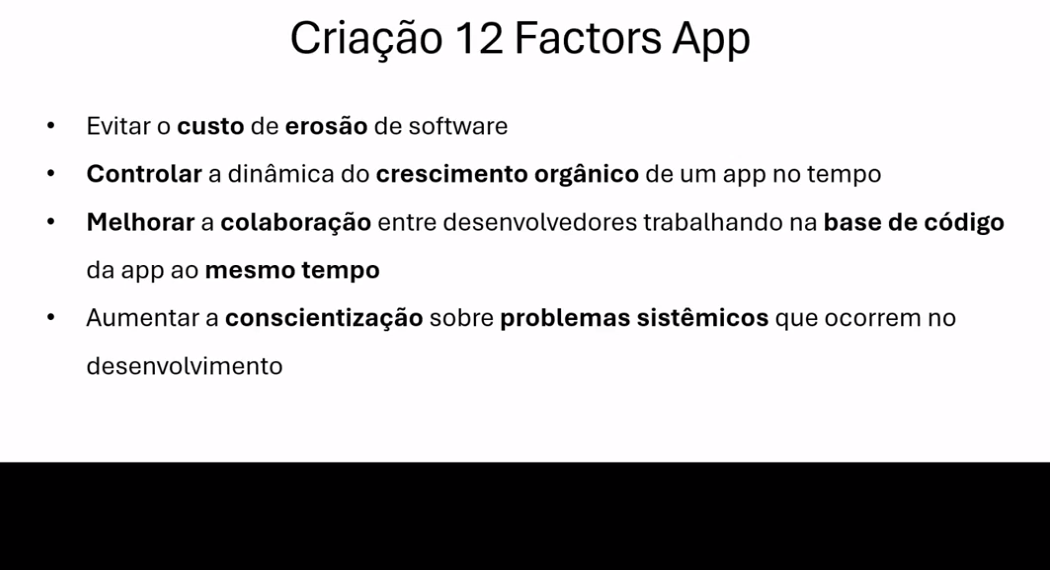 Criação 12 Factors App
• Evitar o custo de erosão de software
• Controlar a dinâmica do crescimento orgânico de um app no tempo
• Melhorar a colaboração entre desenvolvedores trabalhando na base de código
da app ao mesmo tempo
• Aumentar a conscientização sobre problemas sistêmicos que ocorrem no
desenvolvimento